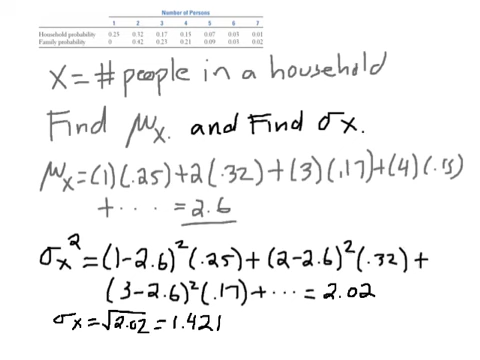 Number of Persons
1 2 3 4 5 6 7
Household probability 0.25 0.32 0.17 0.15 0.07 0.03 0.01
Family probability 0 0.42 0.23 0.21 0.09 0.03 0.02
X = # people in a household
Find μx. and Find σx.
μx = (1)(.25)+2(.32)+(3)(.17)+(4)(.15)
+ · · · = 2.6
σx² = (1-2.6)²(.25)+(2-2.6)²(.32)+
(3-2.6)²(.17)+ · · · = 2.02
σx = √2.02 = 1.421